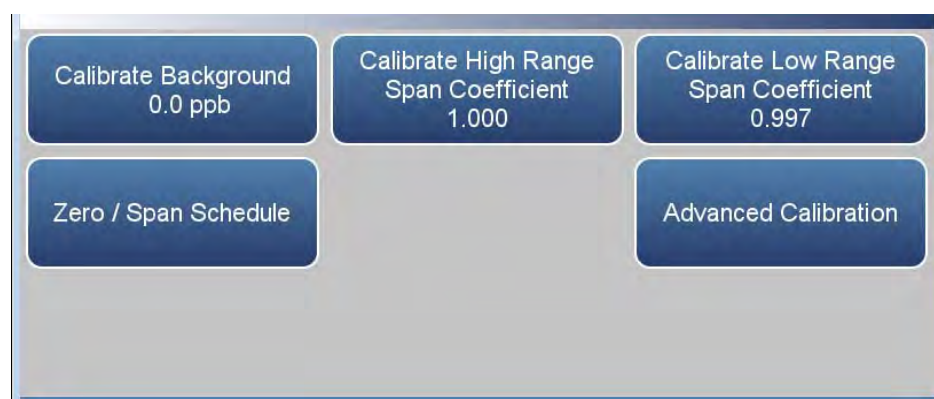 Calibrate Background
0.0 ppb
Calibrate High Range
Span Coefficient
1.000
Calibrate Low Range
Span Coefficient
0.997
Zero / Span Schedule
Advanced Calibration